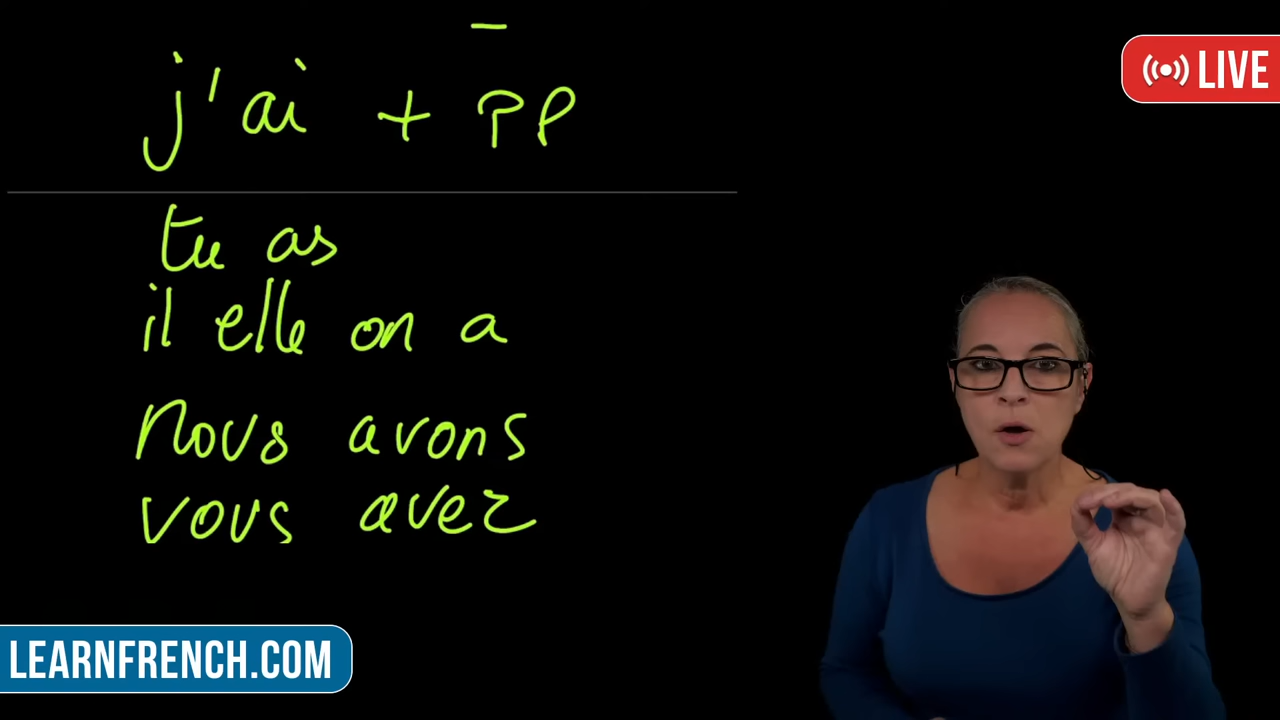 j'ai + PP
LIVE
tu as
il elle on a
nous avons
vous avez
LEARNFRENCH.COM